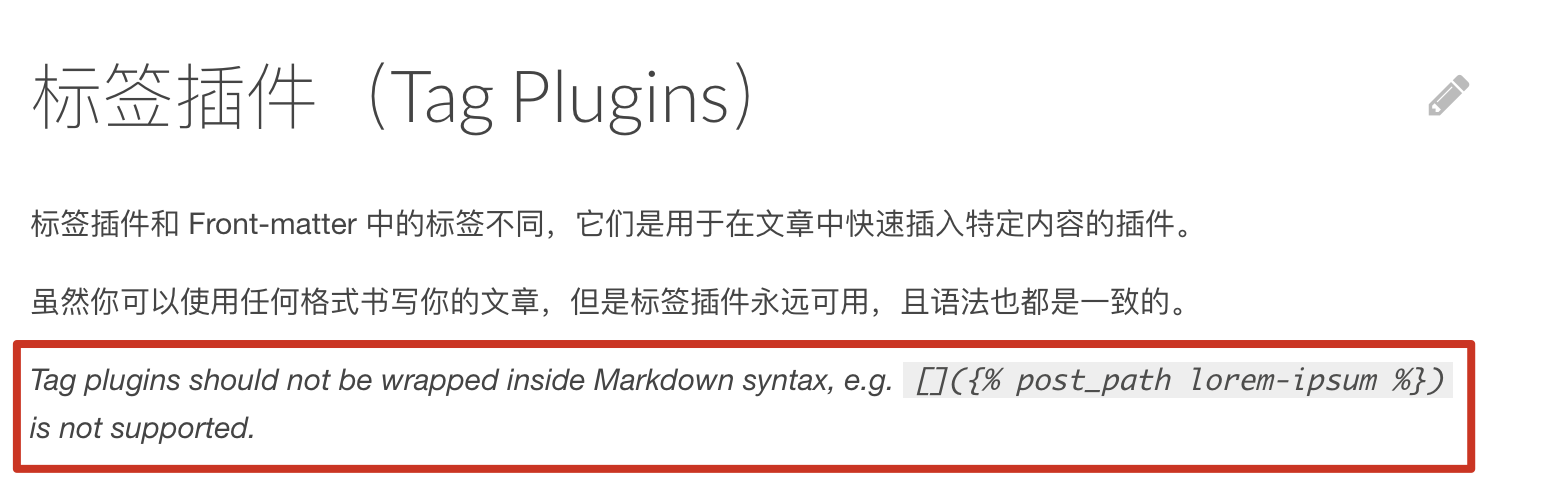 标签插件（Tag Plugins）
标签插件和 Front-matter 中的标签不同，它们是用于在文章中快速插入特定内容的插件。
虽然你可以使用任何格式书写你的文章，但是标签插件永远可用，且语法也都是一致的。
Tag plugins should not be wrapped inside Markdown syntax, e.g. []({% post_path lorem-ipsum %})
is not supported.